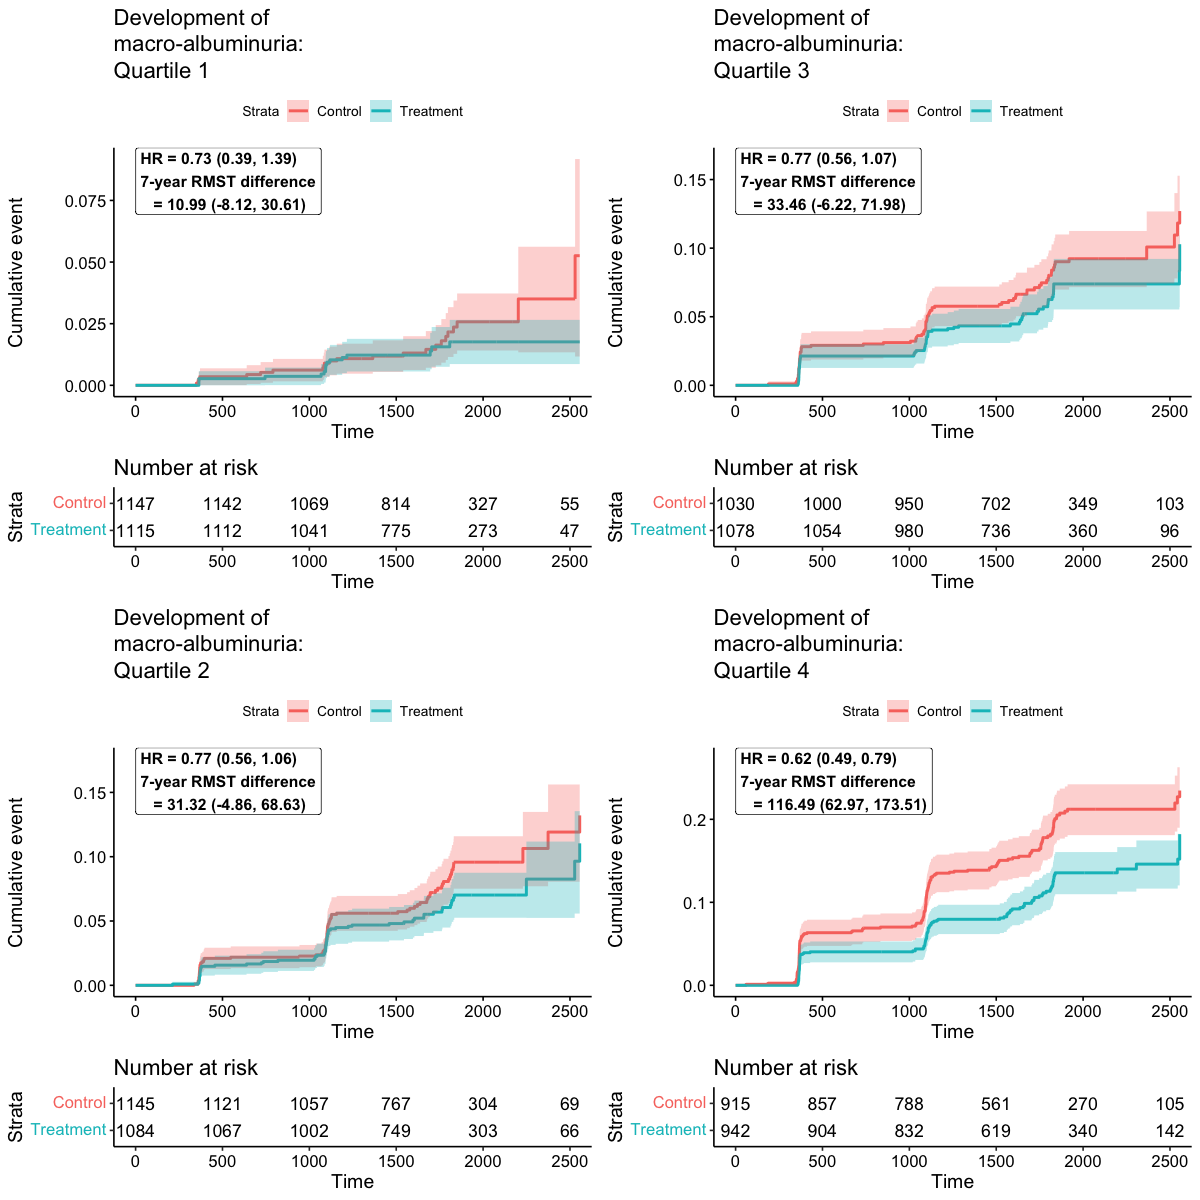 Development of
macro-albuminuria:
Quartile 1
Strata Control Treatment
HR = 0.73 (0.39, 1.39)
7-year RMST difference
= 10.99 (-8.12, 30.61)
Cumulative event
0.075
0.050
0.025
0.000
0 500 1000 1500 2000 2500
Time
Number at risk
Strata
Control 1147 1142 1069 814 327 55
Treatment 1115 1112 1041 775 273 47
0 500 1000 1500 2000 2500
Time
Development of
macro-albuminuria:
Quartile 3
Strata Control Treatment
HR = 0.77 (0.56, 1.07)
7-year RMST difference
= 33.46 (-6.22, 71.98)
Cumulative event
0.15
0.10
0.05
0.00
0 500 1000 1500 2000 2500
Time
Number at risk
Strata
Control 1030 1000 950 702 349 103
Treatment 1078 1054 980 736 360 96
0 500 1000 1500 2000 2500
Time
Development of
macro-albuminuria:
Quartile 2
Strata Control Treatment
HR = 0.77 (0.56, 1.06)
7-year RMST difference
= 31.32 (-4.86, 68.63)
Cumulative event
0.15
0.10
0.05
0.00
0 500 1000 1500 2000 2500
Time
Number at risk
Strata
Control 1145 1121 1057 767 304 69
Treatment 1084 1067 1002 749 303 66
0 500 1000 1500 2000 2500
Time
Development of
macro-albuminuria:
Quartile 4
Strata Control Treatment
HR = 0.62 (0.49, 0.79)
7-year RMST difference
= 116.49 (62.97, 173.51)
Cumulative event
0.2
0.1
0.0
0 500 1000 1500 2000 2500
Time
Number at risk
Strata
Control 915 857 788 561 270 105
Treatment 942 904 832 619 340 142
0 500 1000 1500 2000 2500
Time